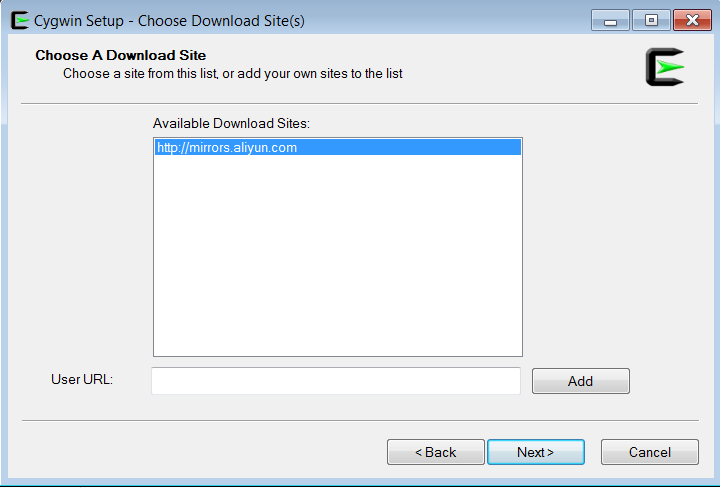 Cygwin Setup - Choose Download Site(s)
Choose A Download Site
Choose a site from this list, or add your own sites to the list
Available Download Sites:
http://mirrors.aliyun.com
User URL:
Add
< Back
Next >
Cancel